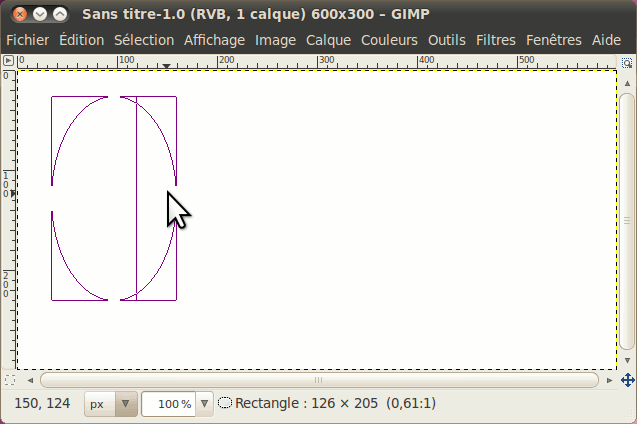 Sans titre-1.0 (RVB, 1 calque) 600x300 – GIMP
Fichier Édition Sélection Affichage Image Calque Couleurs Outils Filtres Fenêtres Aide
0 100 200 300 400 500
0
100
200
150, 124 px 100 % Rectangle : 126 × 205 (0,61:1)